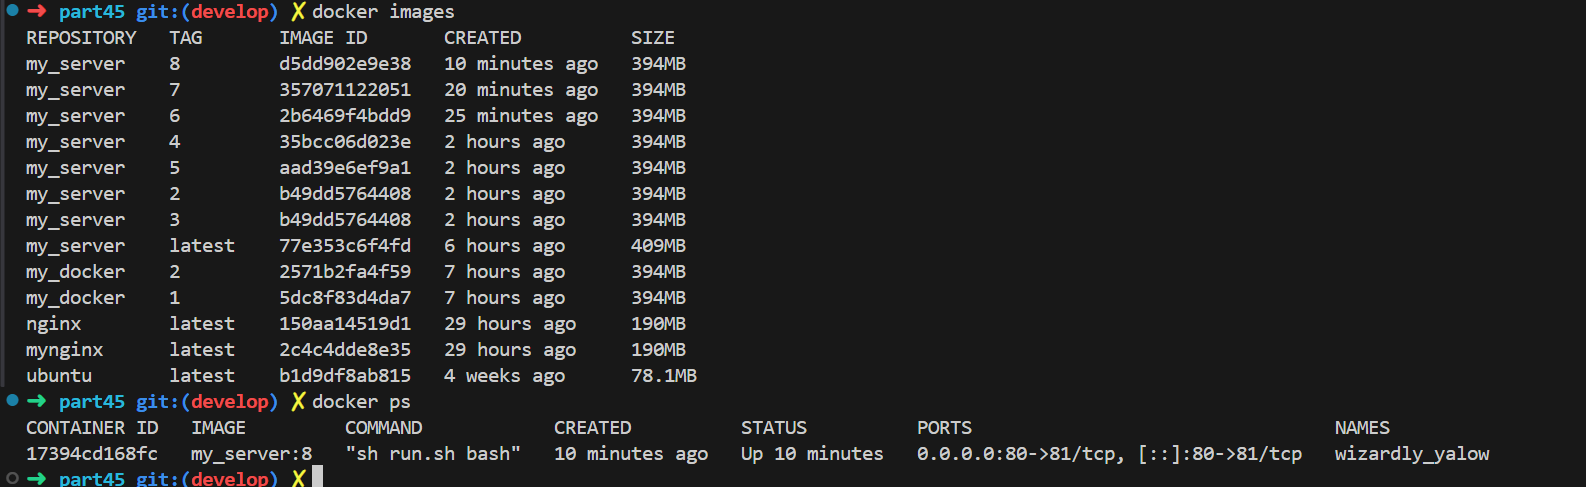 ➜ part45 git:(develop) ✗ docker images
REPOSITORY TAG IMAGE ID CREATED SIZE
my_server 8 d5dd902e9e38 10 minutes ago 394MB
my_server 7 357071122051 20 minutes ago 394MB
my_server 6 2b6469f4bdd9 25 minutes ago 394MB
my_server 4 35bcc06d023e 2 hours ago 394MB
my_server 5 aad39e6ef9a1 2 hours ago 394MB
my_server 2 b49dd5764408 2 hours ago 394MB
my_server 3 b49dd5764408 2 hours ago 394MB
my_server latest 77e353c6f4fd 6 hours ago 409MB
my_docker 2 2571b2fa4f59 7 hours ago 394MB
my_docker 1 5dc8f83d4da7 7 hours ago 394MB
nginx latest 150aa14519d1 29 hours ago 190MB
mynginx latest 2c4c4dde8e35 29 hours ago 190MB
ubuntu latest b1d9df8ab815 4 weeks ago 78.1MB
➜ part45 git:(develop) ✗ docker ps
CONTAINER ID IMAGE COMMAND CREATED STATUS PORTS NAMES
17394cd168fc my_server:8 "sh run.sh bash" 10 minutes ago Up 10 minutes 0.0.0.0:80->81/tcp, [::]:80->81/tcp wizardly_yalow
➜ part45 git:(develop) ✗